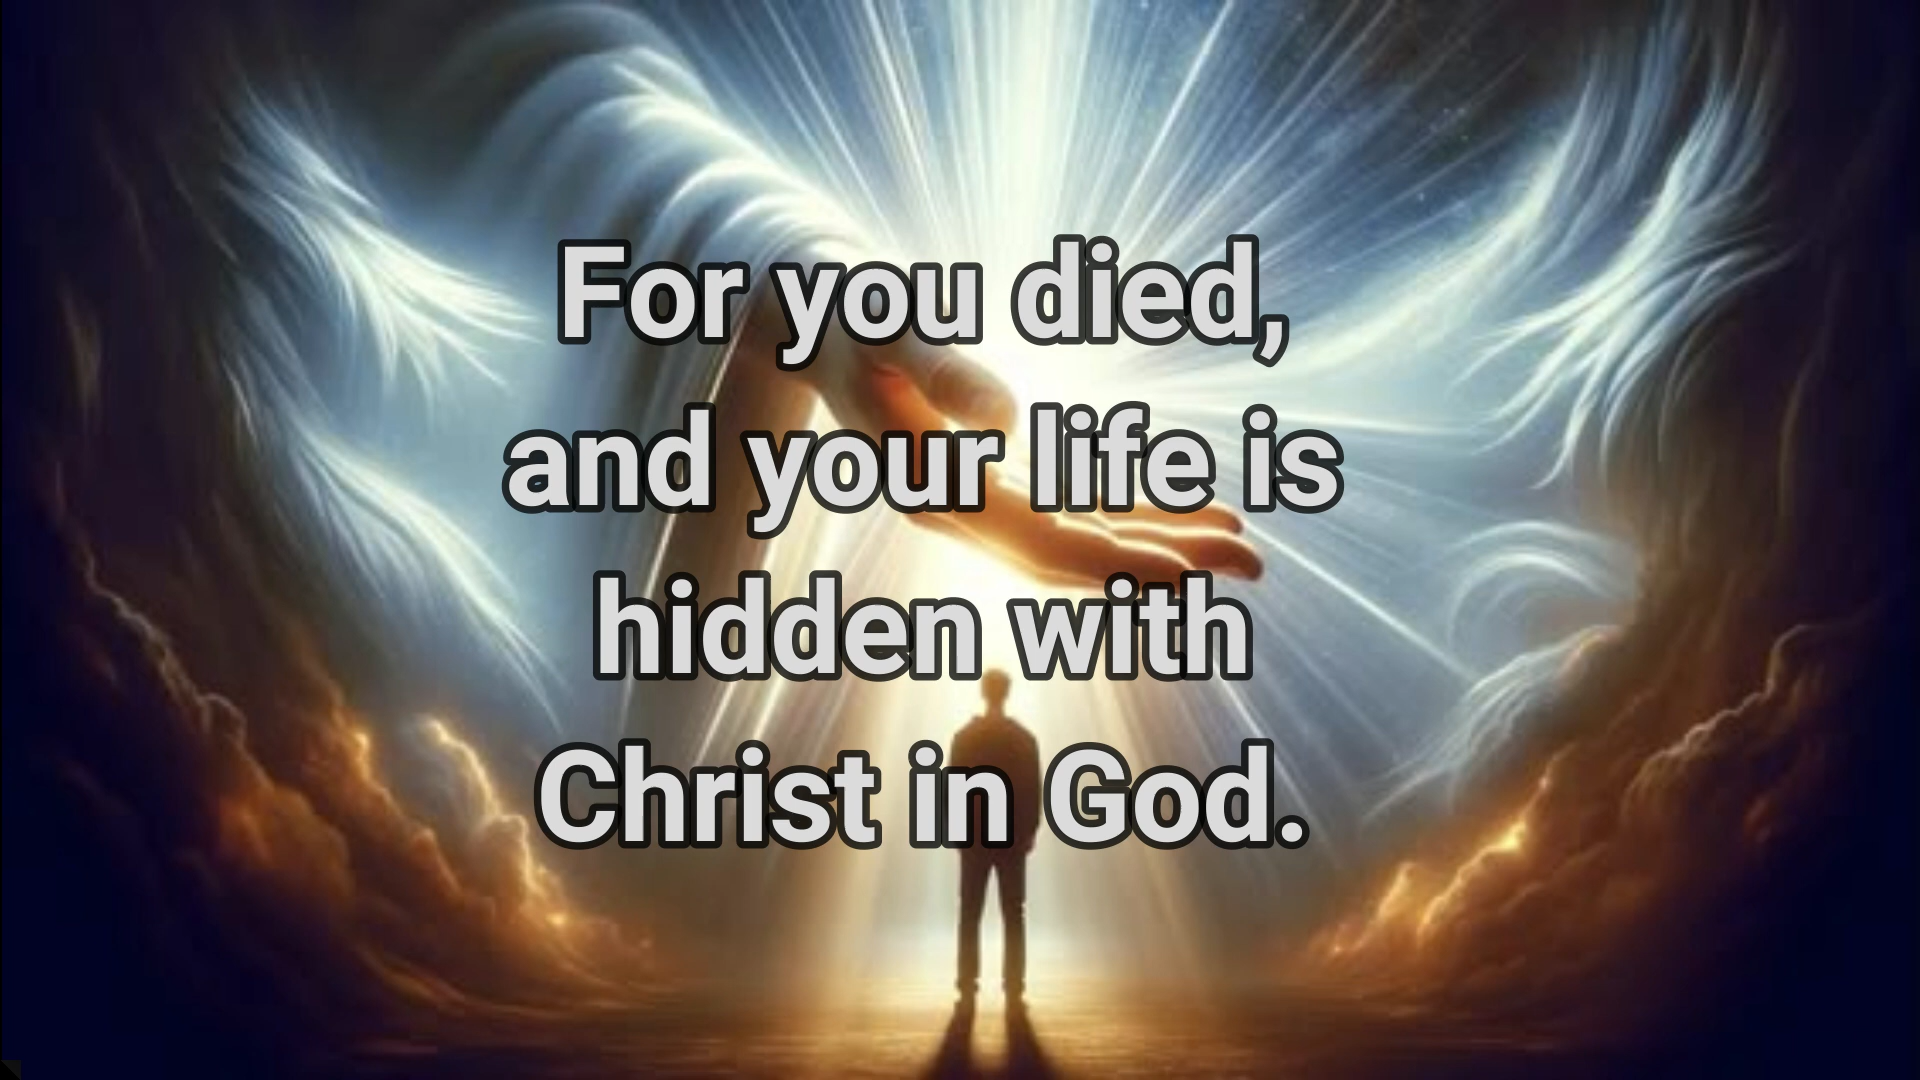 For you died,
and your life is
hidden with
Christ in God.